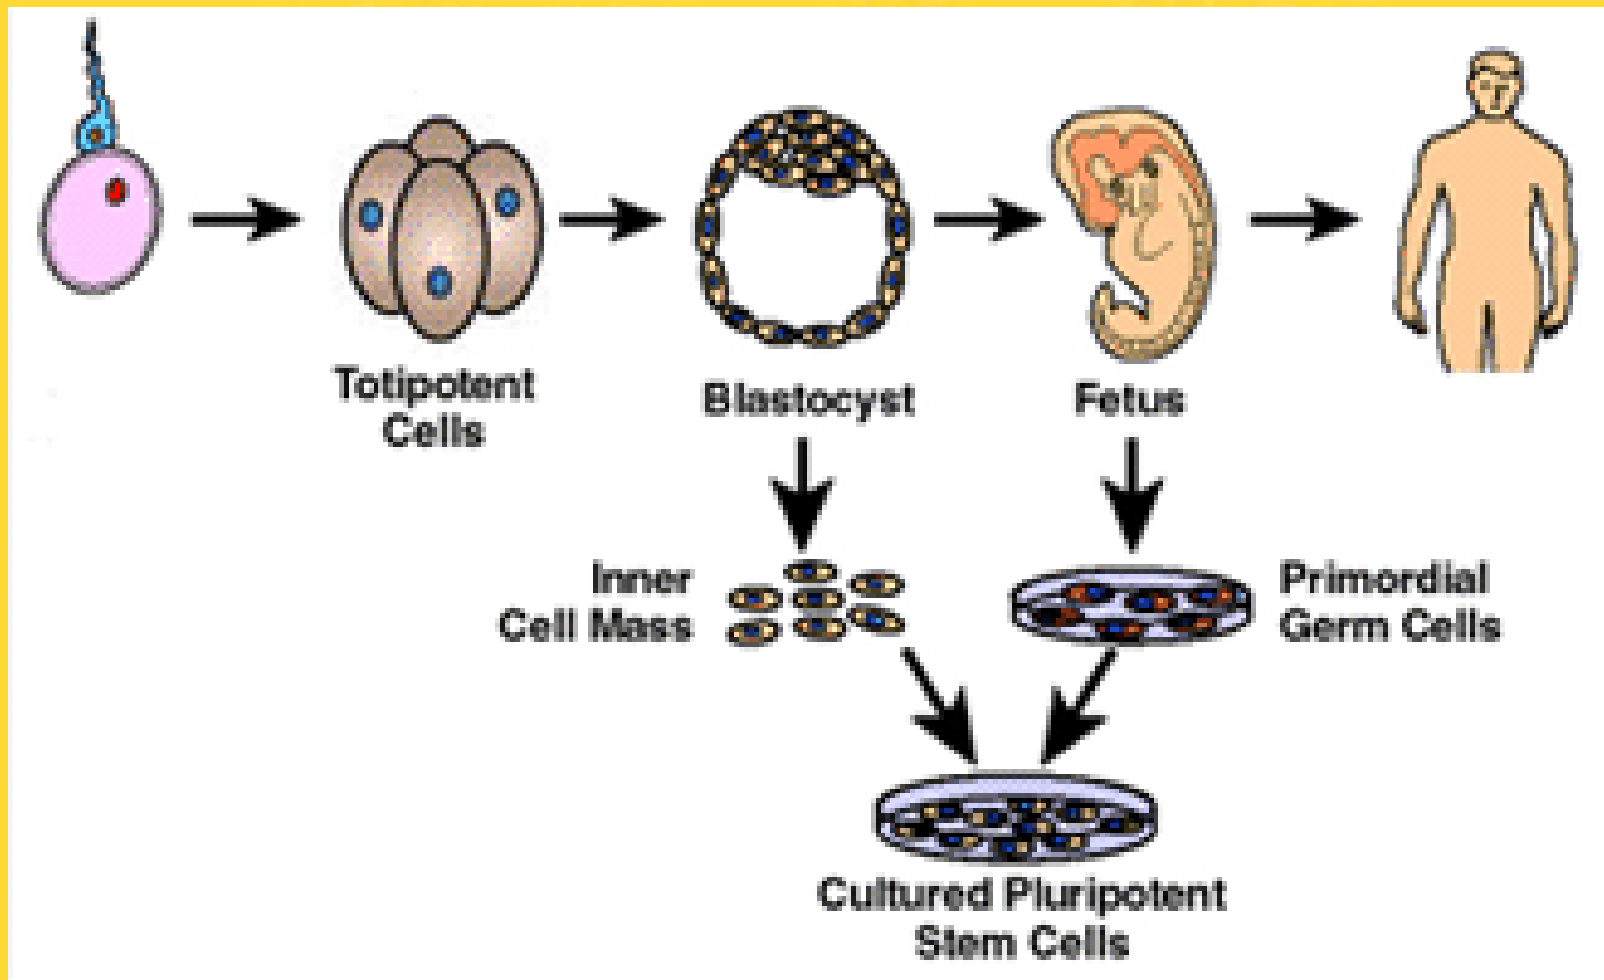 Totipotent
Cells
Blastocyst
Fetus
Inner
Cell Mass
Primordial
Germ Cells
Cultured Pluripotent
Stem Cells